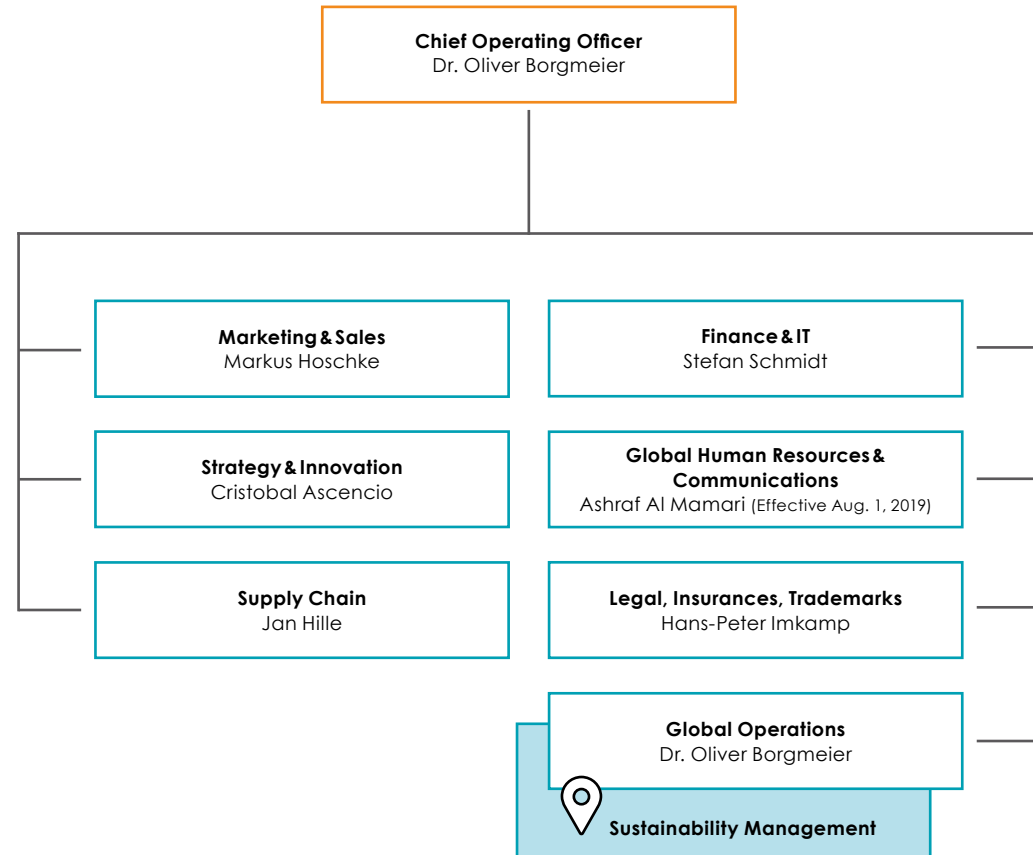 Chief Operating Officer
Dr. Oliver Borgmeier
Marketing & Sales
Markus Hoschke
Finance & IT
Stefan Schmidt
Strategy & Innovation
Cristobal Ascencio
Global Human Resources &
Communications
Ashraf Al Mamari (Effective Aug. 1, 2019)
Supply Chain
Jan Hille
Legal, Insurances, Trademarks
Hans-Peter Imkamp
Global Operations
Dr. Oliver Borgmeier
Sustainability Management